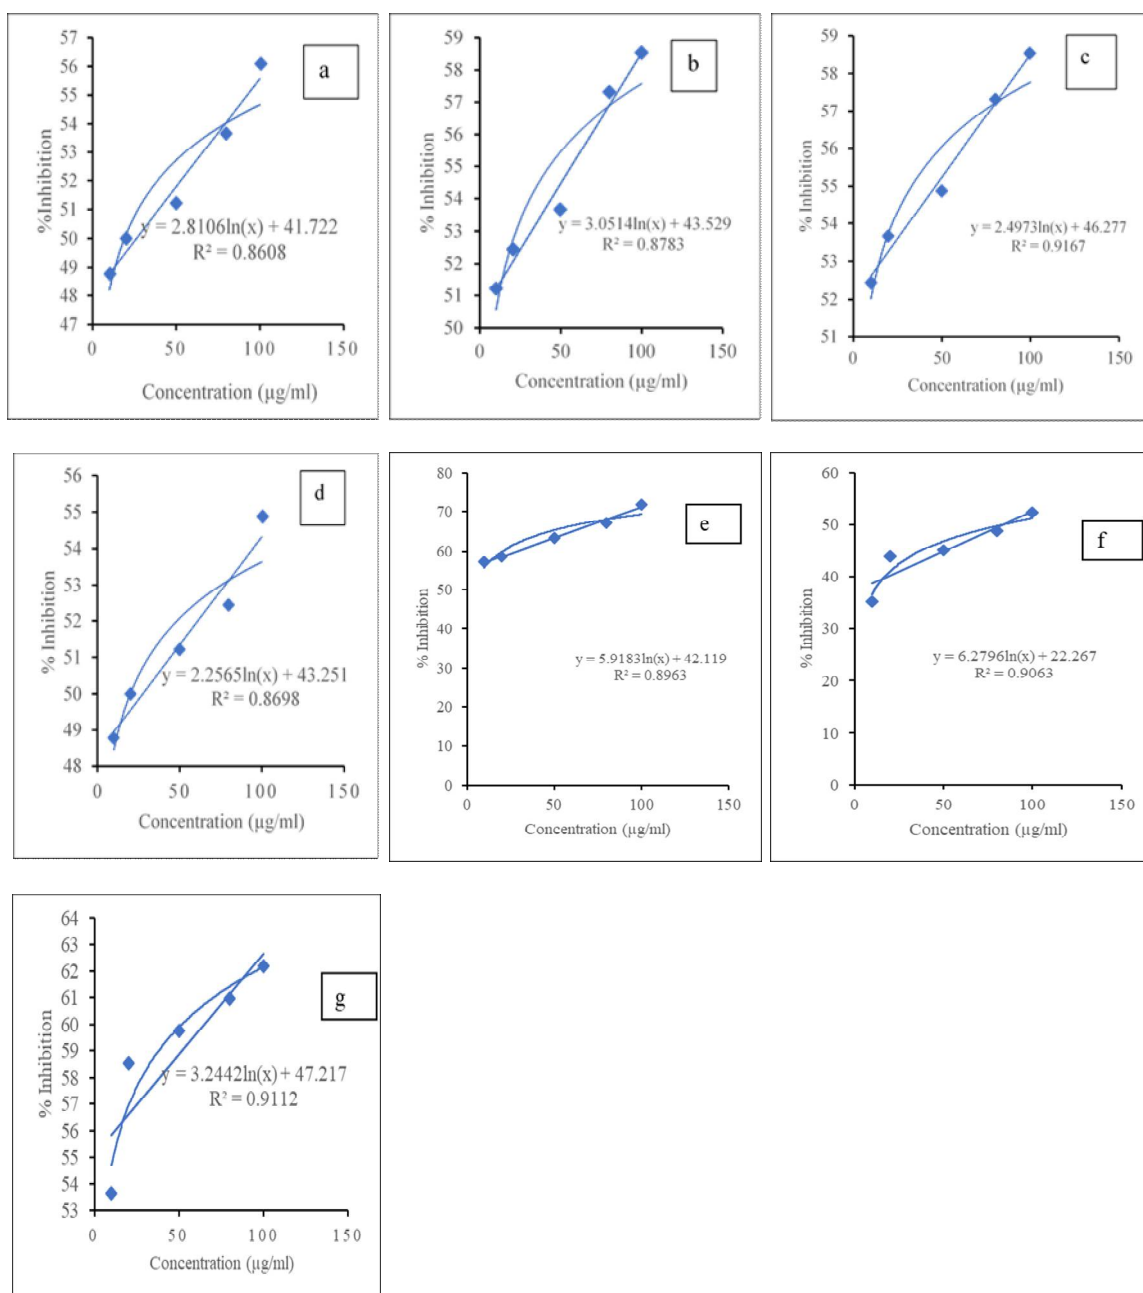 a
57
56
55
54
53
52
51
50
49
48
47
%Inhibition
y = 2.8106ln(x) + 41.722
R² = 0.8608
0 50 100 150
Concentration (µg/ml)
b
59
58
57
56
55
54
53
52
51
50
% Inhibition
y = 3.0514ln(x) + 43.529
R² = 0.8783
0 50 100 150
Concentration (µg/ml)
c
59
58
57
56
55
54
53
52
51
% Inhibition
y = 2.4973ln(x) + 46.277
R² = 0.9167
0 50 100 150
Concentration (µg/ml)
d
56
55
54
53
52
51
50
49
48
% Inhibition
y = 2.2565ln(x) + 43.251
R² = 0.8698
0 50 100 150
Concentration (µg/ml)
e
80
70
60
50
40
30
20
10
0
% Inhibition
y = 5.9183ln(x) + 42.119
R² = 0.8963
0 50 100 150
Concentration (µg/ml)
f
60
50
40
30
20
10
0
% Inhibition
y = 6.2796ln(x) + 22.267
R² = 0.9063
0 50 100 150
Concentration (µg/ml)
g
64
63
62
61
60
59
58
57
56
55
54
53
% Inhibition
y = 3.2442ln(x) + 47.217
R² = 0.9112
0 50 100 150
Concentration (µg/ml)